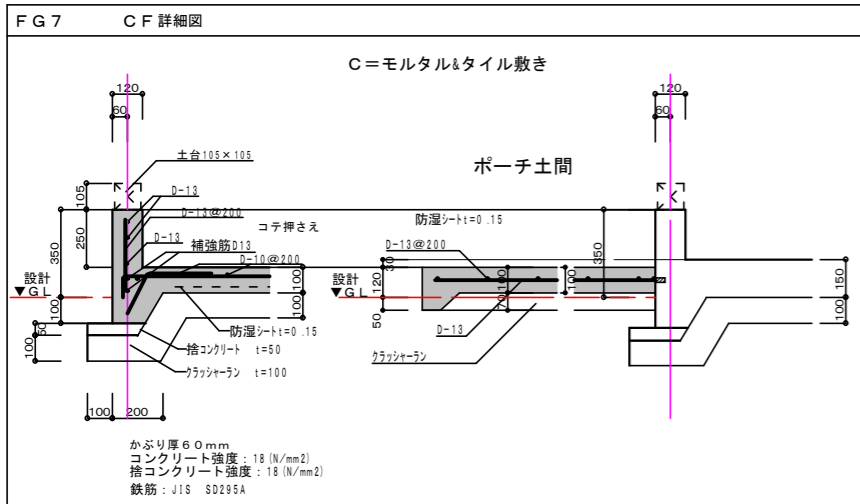 FG7 CF詳細図
C=モルタル&タイル敷き
120
60
120
60
土台105×105
ポーチ土間
105
D-13
D-13@200
コテ押さえ
防湿シートt=0.15
350
250
350
D-13
補強筋D13
D-13@200
D-10@200
30
設計
▼GL
100
100
設計
▼GL
120
100
100
150
100
50
100
50
70
D-13
100
防湿シートt=0.15
捨コンクリート t=50
クラッシャーラン
クラッシャーラン t=100
100
200
かぶり厚60mm
コンクリート強度:18(N/mm2)
捨コンクリート強度:18(N/mm2)
鉄筋:JIS SD295A